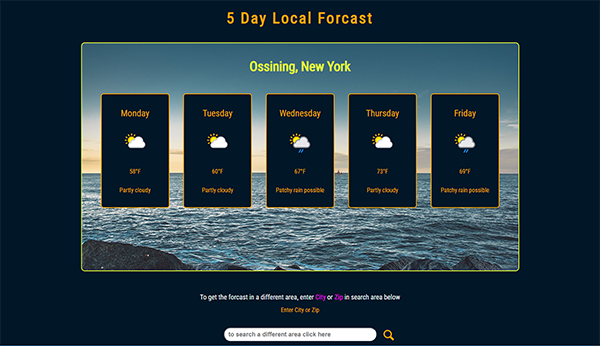 5 Day Local Forcast
Ossining, New York
Monday
58°F
Partly cloudy
Tuesday
60°F
Partly cloudy
Wednesday
67°F
Patchy rain possible
Thursday
73°F
Partly cloudy
Friday
69°F
Patchy rain possible
To get the forcast in a different area, enter City or Zip in search area below
Enter City or Zip
to search a different area click here